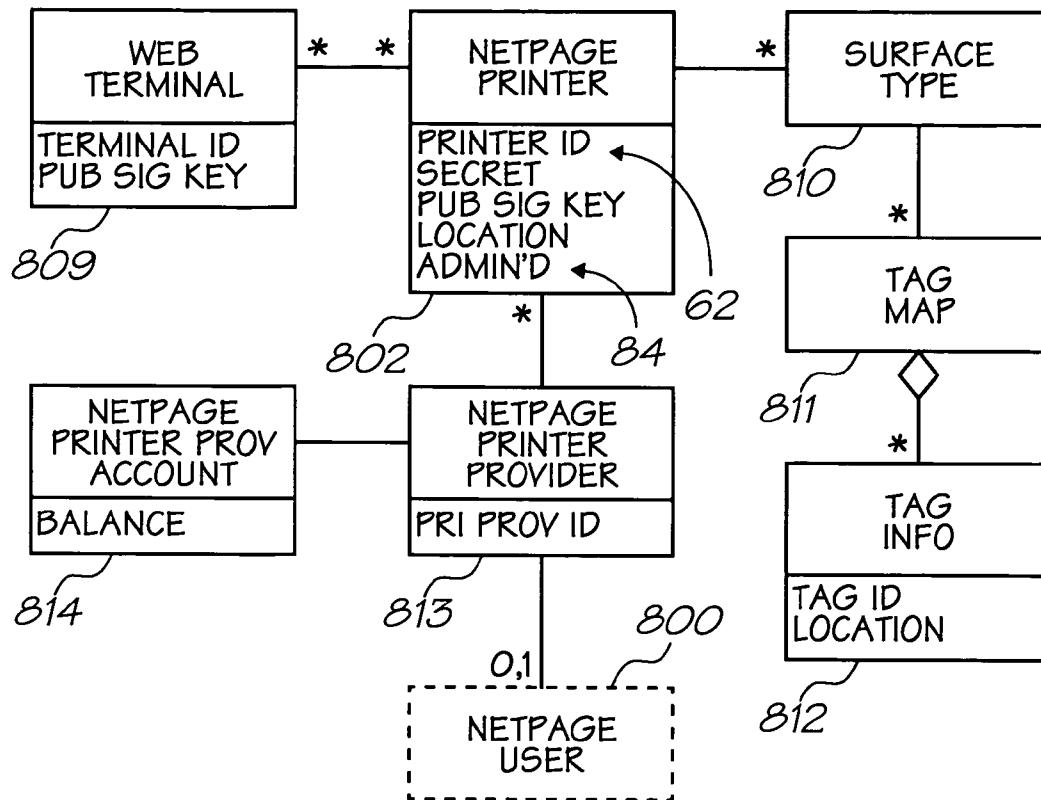 WEB
TERMINAL
TERMINAL ID
PUB SIG KEY
809
*
*
NETPAGE
PRINTER
PRINTER ID
SECRET
PUB SIG KEY
LOCATION
ADMIN'D
802
62
84
*
*
SURFACE
TYPE
810
*
TAG
MAP
811
*
TAG
INFO
TAG ID
LOCATION
812
NETPAGE
PRINTER PROV
ACCOUNT
BALANCE
814
NETPAGE
PRINTER
PROVIDER
PRI PROV ID
813
0,1
800
NETPAGE
USER